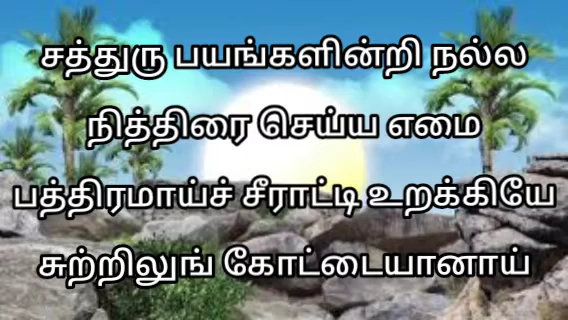 சத்துரு பயங்களின்றி நல்ல
நித்திரை செய்ய எமை
பத்திரமாய்ச் சீராட்டி உறக்கியே
சுற்றிலுங் கோட்டையானாய்